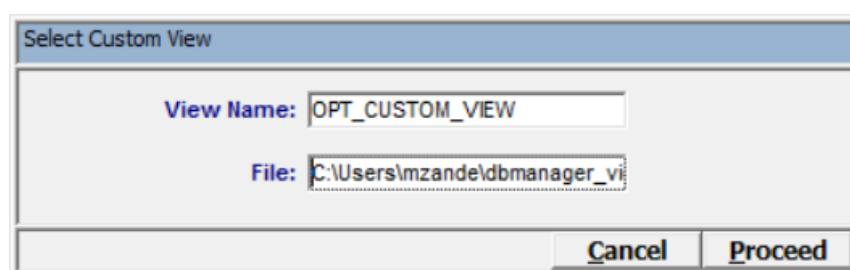 Select Custom View
View Name: OPT_CUSTOM_VIEW
File: C:\Users\mzande\dbmanager_vi
Cancel Proceed